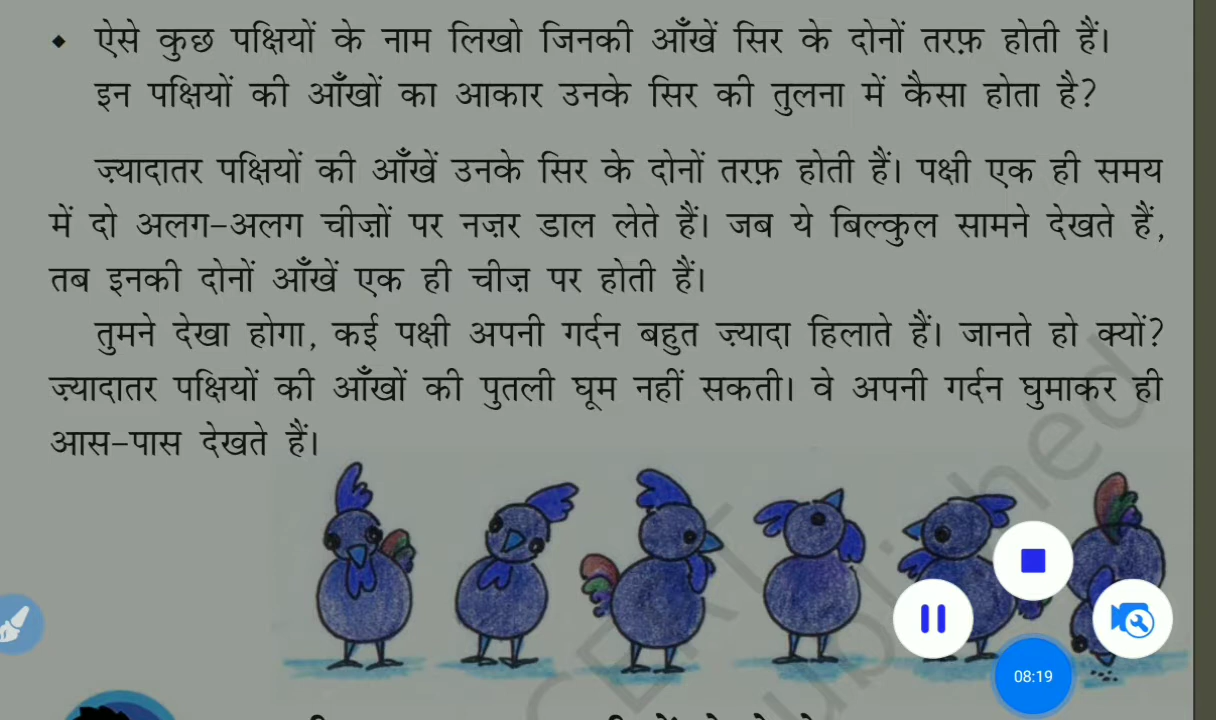 ◆ ऐसे कुछ पक्षियों के नाम लिखो जिनकी आँखें सिर के दोनों तरफ़ होती हैं।
इन पक्षियों की आँखों का आकार उनके सिर की तुलना में कैसा होता है?
ज़्यादातर पक्षियों की आँखें उनके सिर के दोनों तरफ़ होती हैं। पक्षी एक ही समय
में दो अलग-अलग चीज़ों पर नज़र डाल लेते हैं। जब ये बिल्कुल सामने देखते हैं,
तब इनकी दोनों आँखें एक ही चीज़ पर होती हैं।
तुमने देखा होगा, कई पक्षी अपनी गर्दन बहुत ज़्यादा हिलाते हैं। जानते हो क्यों?
ज़्यादातर पक्षियों की आँखों की पुतली घूम नहीं सकती। वे अपनी गर्दन घुमाकर ही
आस-पास देखते हैं।
08:19